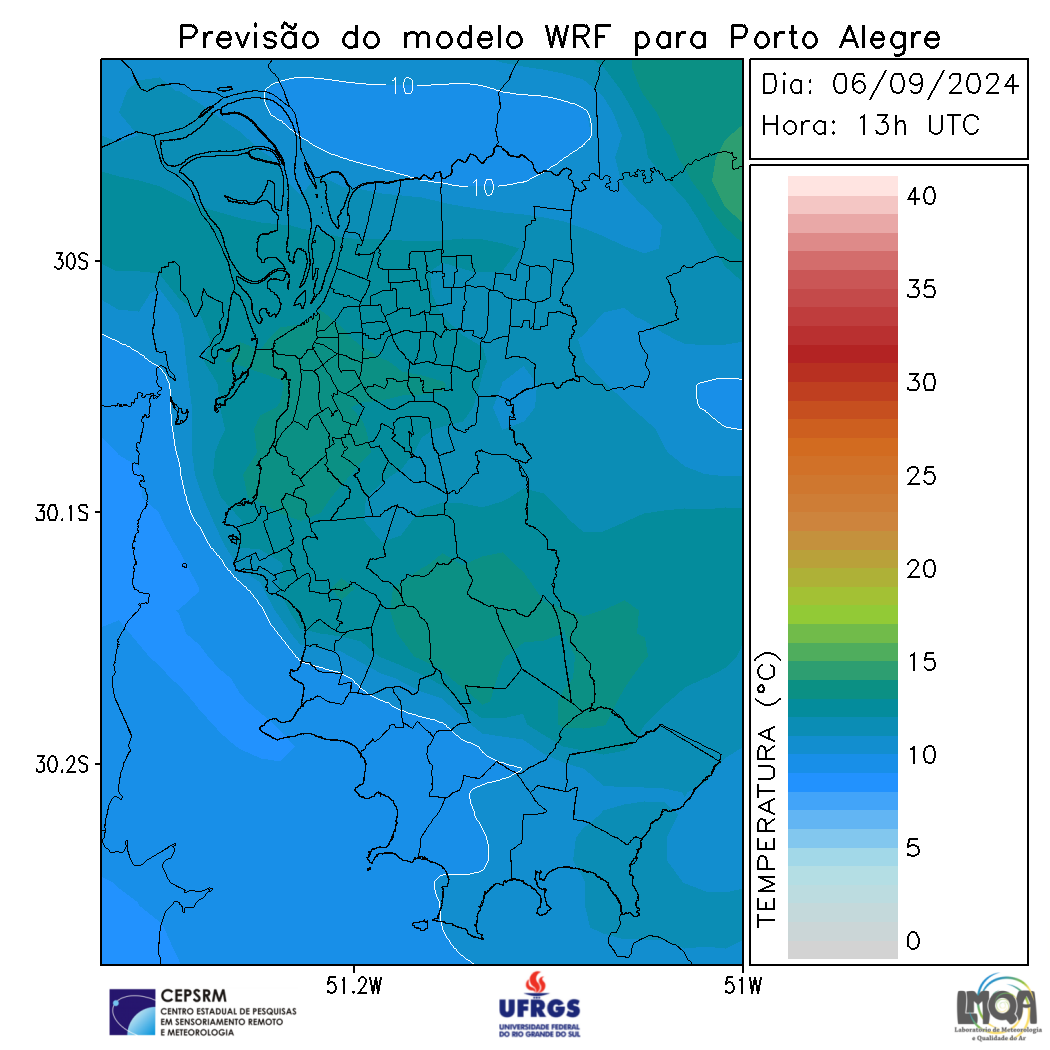 Previsão do modelo WRF para Porto Alegre
Dia: 06/09/2024
Hora: 13h UTC
10
10
30S
30.1S
30.2S
51.2W
51W
40
35
30
25
20
15
10
5
0
TEMPERATURA (°C)
CEPSRM
CENTRO ESTADUAL DE PESQUISAS
EM SENSORIAMENTO REMOTO
E METEOROLOGIA
UFRGS
UNIVERSIDADE FEDERAL
DO RIO GRANDE DO SUL
LMQA
Laboratório de Meteorologia
e Qualidade do Ar